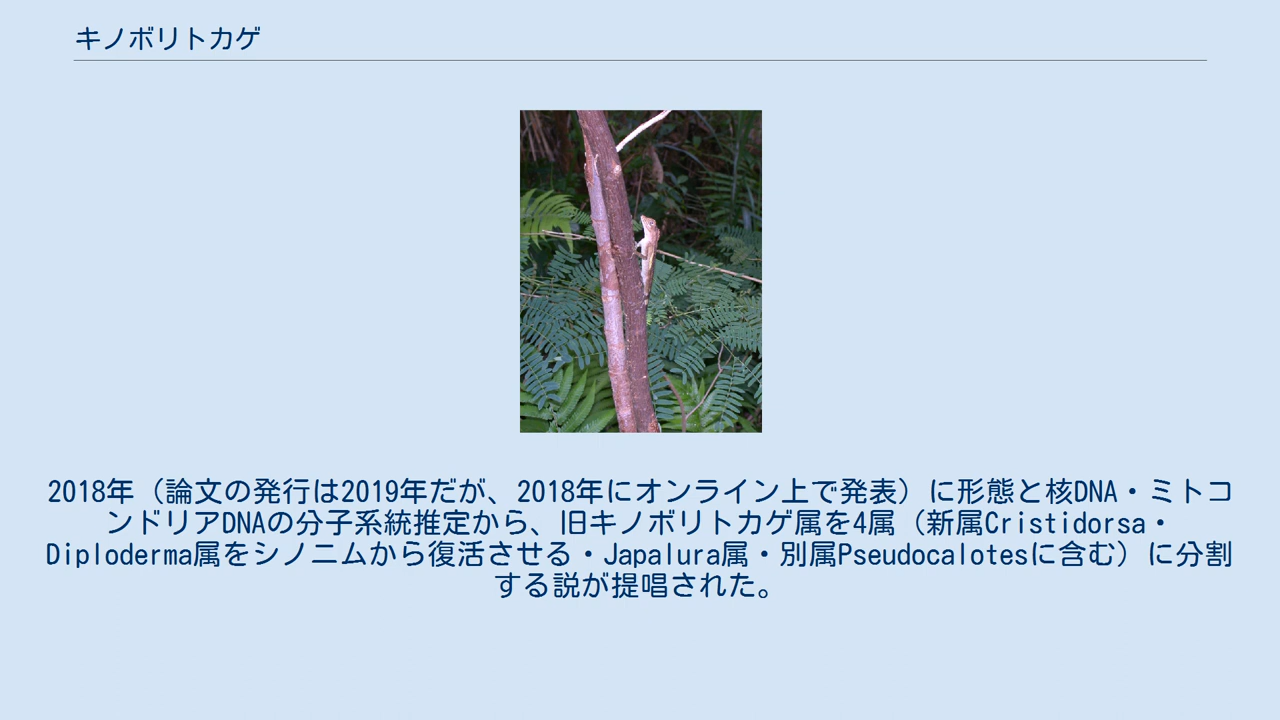 キノボリトカゲ
2018年（論文の発行は2019年だが、2018年にオンライン上で発表）に形態と核DNA・ミトコ
ンドリアDNAの分子系統推定から、旧キノボリトカゲ属を4属（新属Cristidorsa・
Diploderma属をシノニムから復活させる・Japalura属・別属Pseudocalotesに含む）に分割
する説が提唱された。